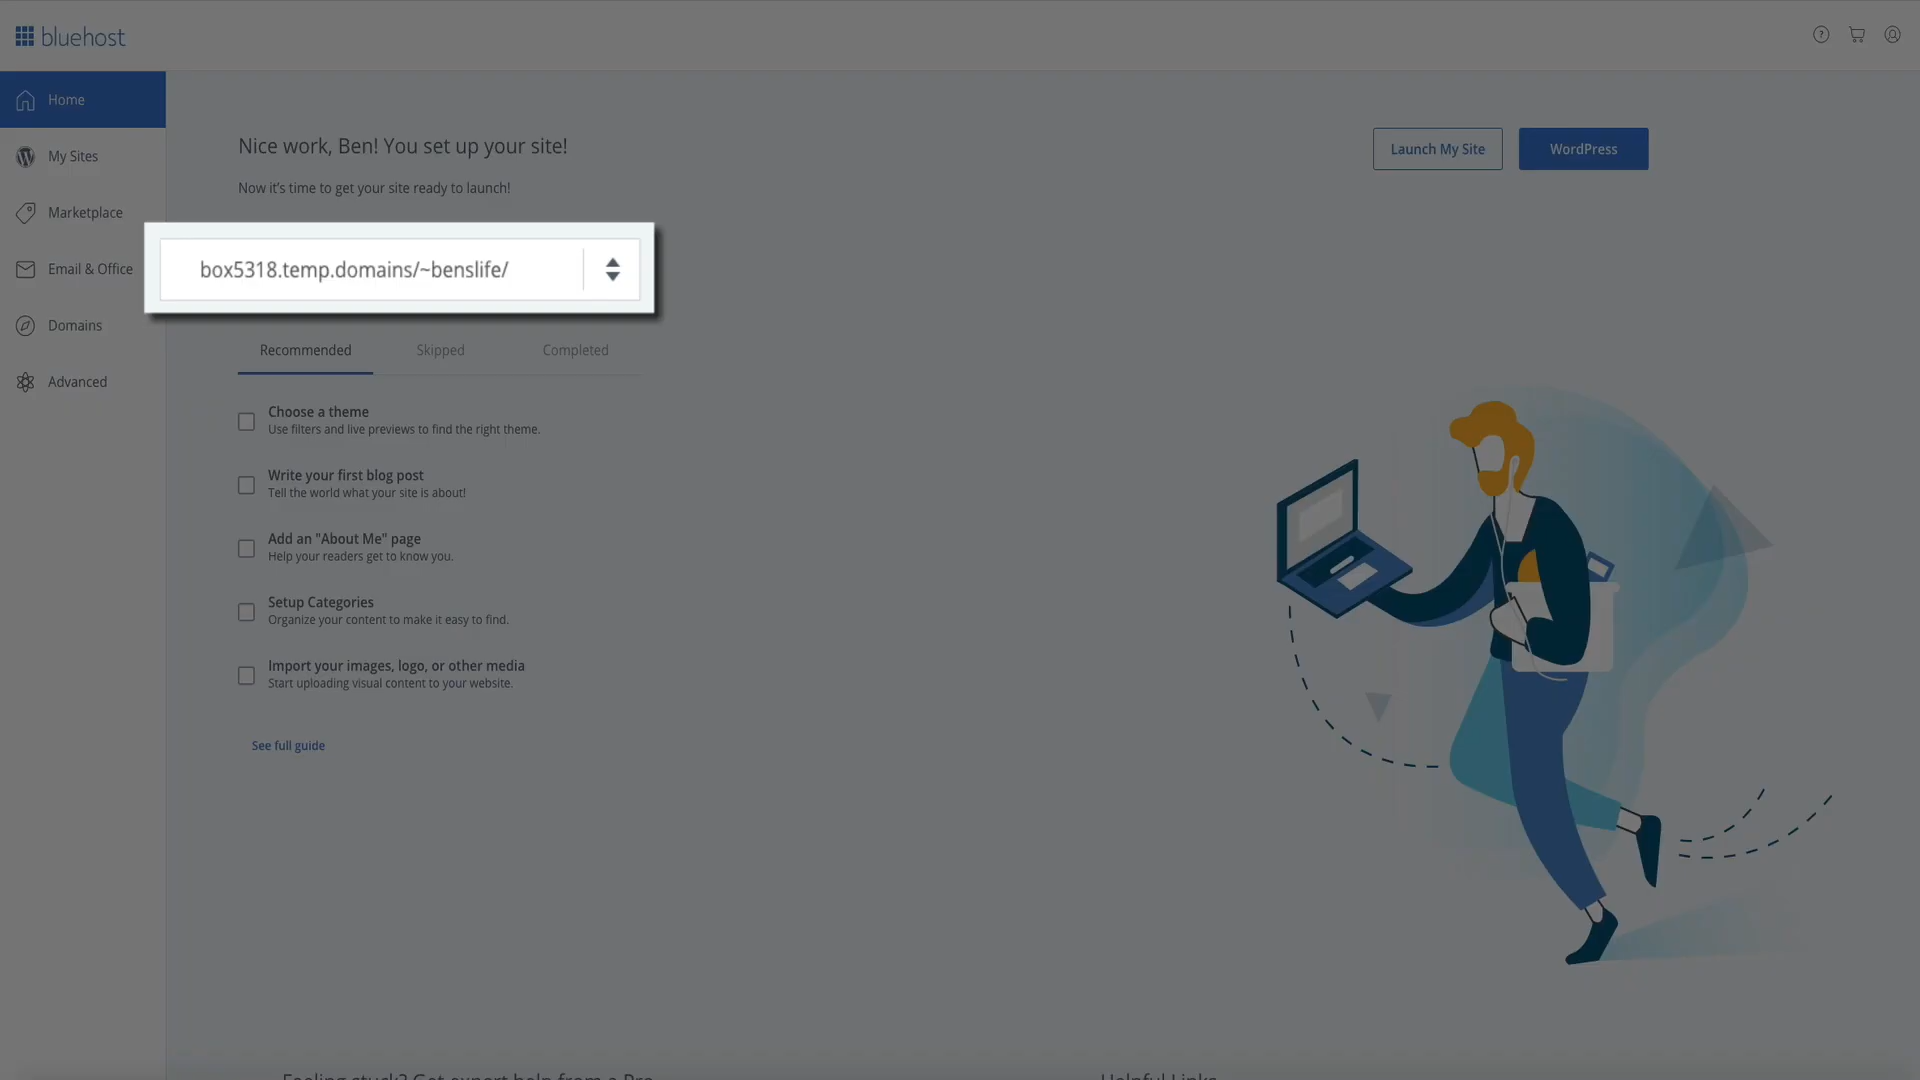 bluehost
Home
My Sites
Marketplace
Email & Office
Domains
Advanced
Nice work, Ben! You set up your site!
Now it's time to get your site ready to launch!
Launch My Site
WordPress
box5318.temp.domains/~benslife/
Recommended
Skipped
Completed
Choose a theme
Use filters and live previews to find the right theme.
Write your first blog post
Tell the world what your site is about!
Add an "About Me" page
Help your readers get to know you.
Setup Categories
Organize your content to make it easy to find.
Import your images, logo, or other media
Start uploading visual content to your website.
See full guide
Feeling stuck? Get expert help from a Pro
Helpful Links